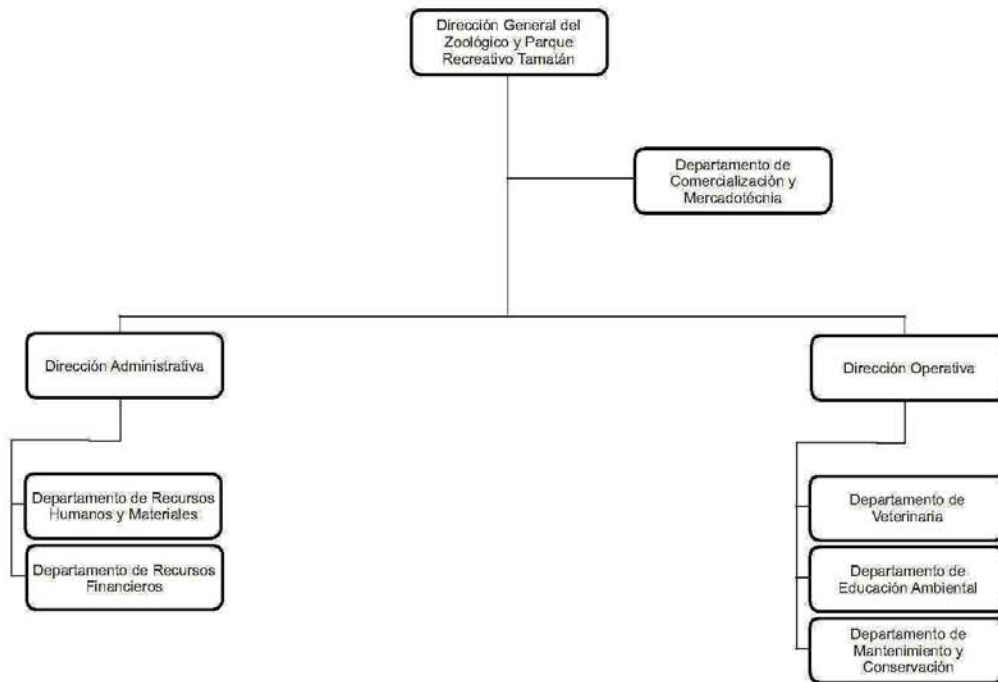 Dirección General del
Zoológico y Parque
Recreativo Tamatán
Departamento de
Comercialización y
Mercadotécnia
Dirección Administrativa
Dirección Operativa
Departamento de Recursos
Humanos y Materiales
Departamento de Recursos
Financieros
Departamento de
Veterinaria
Departamento de
Educación Ambiental
Departamento de
Mantenimiento y
Conservación